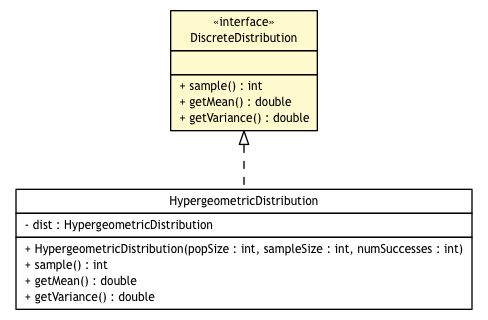 «interface»
DiscreteDistribution
+ sample() : int
+ getMean() : double
+ getVariance() : double
HypergeometricDistribution
- dist : HypergeometricDistribution
+ HypergeometricDistribution(popSize : int, sampleSize : int, numSuccesses : int)
+ sample() : int
+ getMean() : double
+ getVariance() : double